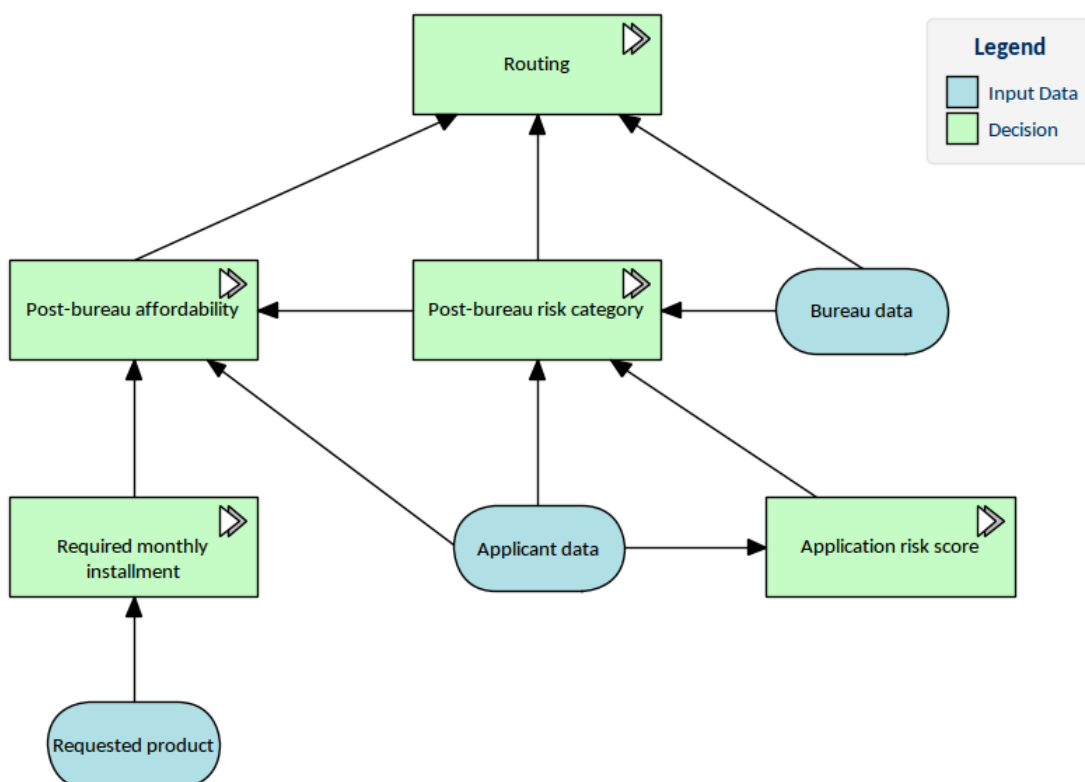 Routing
Legend
Input Data
Decision
Post-bureau affordability
Post-bureau risk category
Bureau data
Required monthly
installment
Applicant data
Application risk score
Requested product